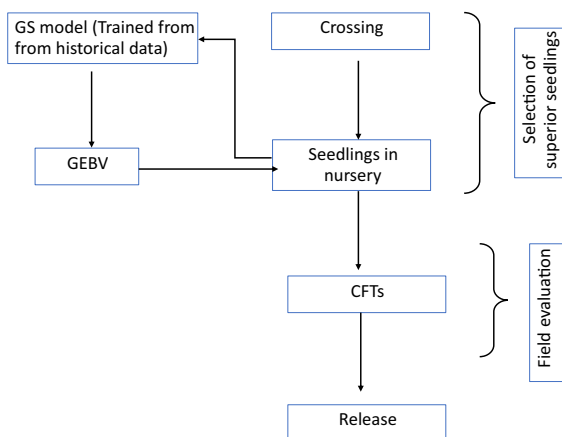 GS model (Trained from
from historical data)
Crossing
Selection of
superior seedlings
GEBV
Seedlings in
nursery
CFTs
Field evaluation
Release